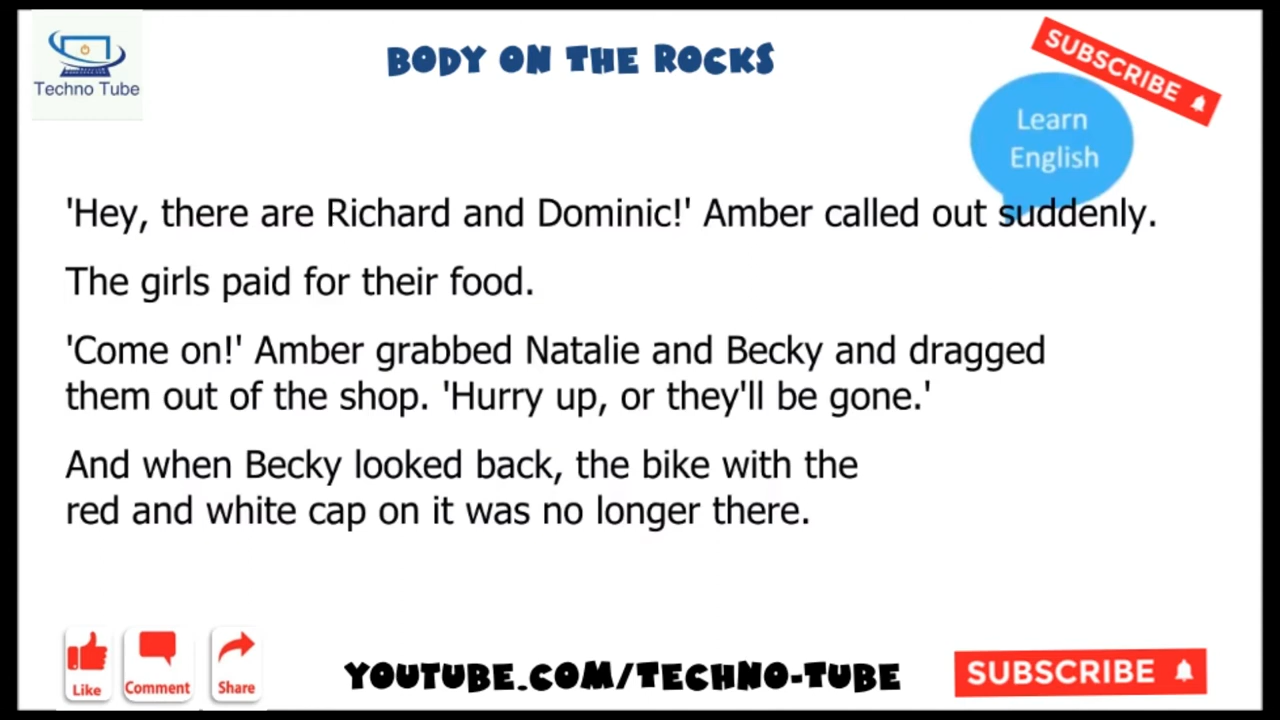 Techno Tube
BODY ON THE ROCKS
SUBSCRIBE
Learn
English
'Hey, there are Richard and Dominic!' Amber called out suddenly.
The girls paid for their food.
'Come on!' Amber grabbed Natalie and Becky and dragged
them out of the shop. 'Hurry up, or they'll be gone.'
And when Becky looked back, the bike with the
red and white cap on it was no longer there.
Like
Comment
Share
YOUTUBE.COM/TECHNO-TUBE
SUBSCRIBE